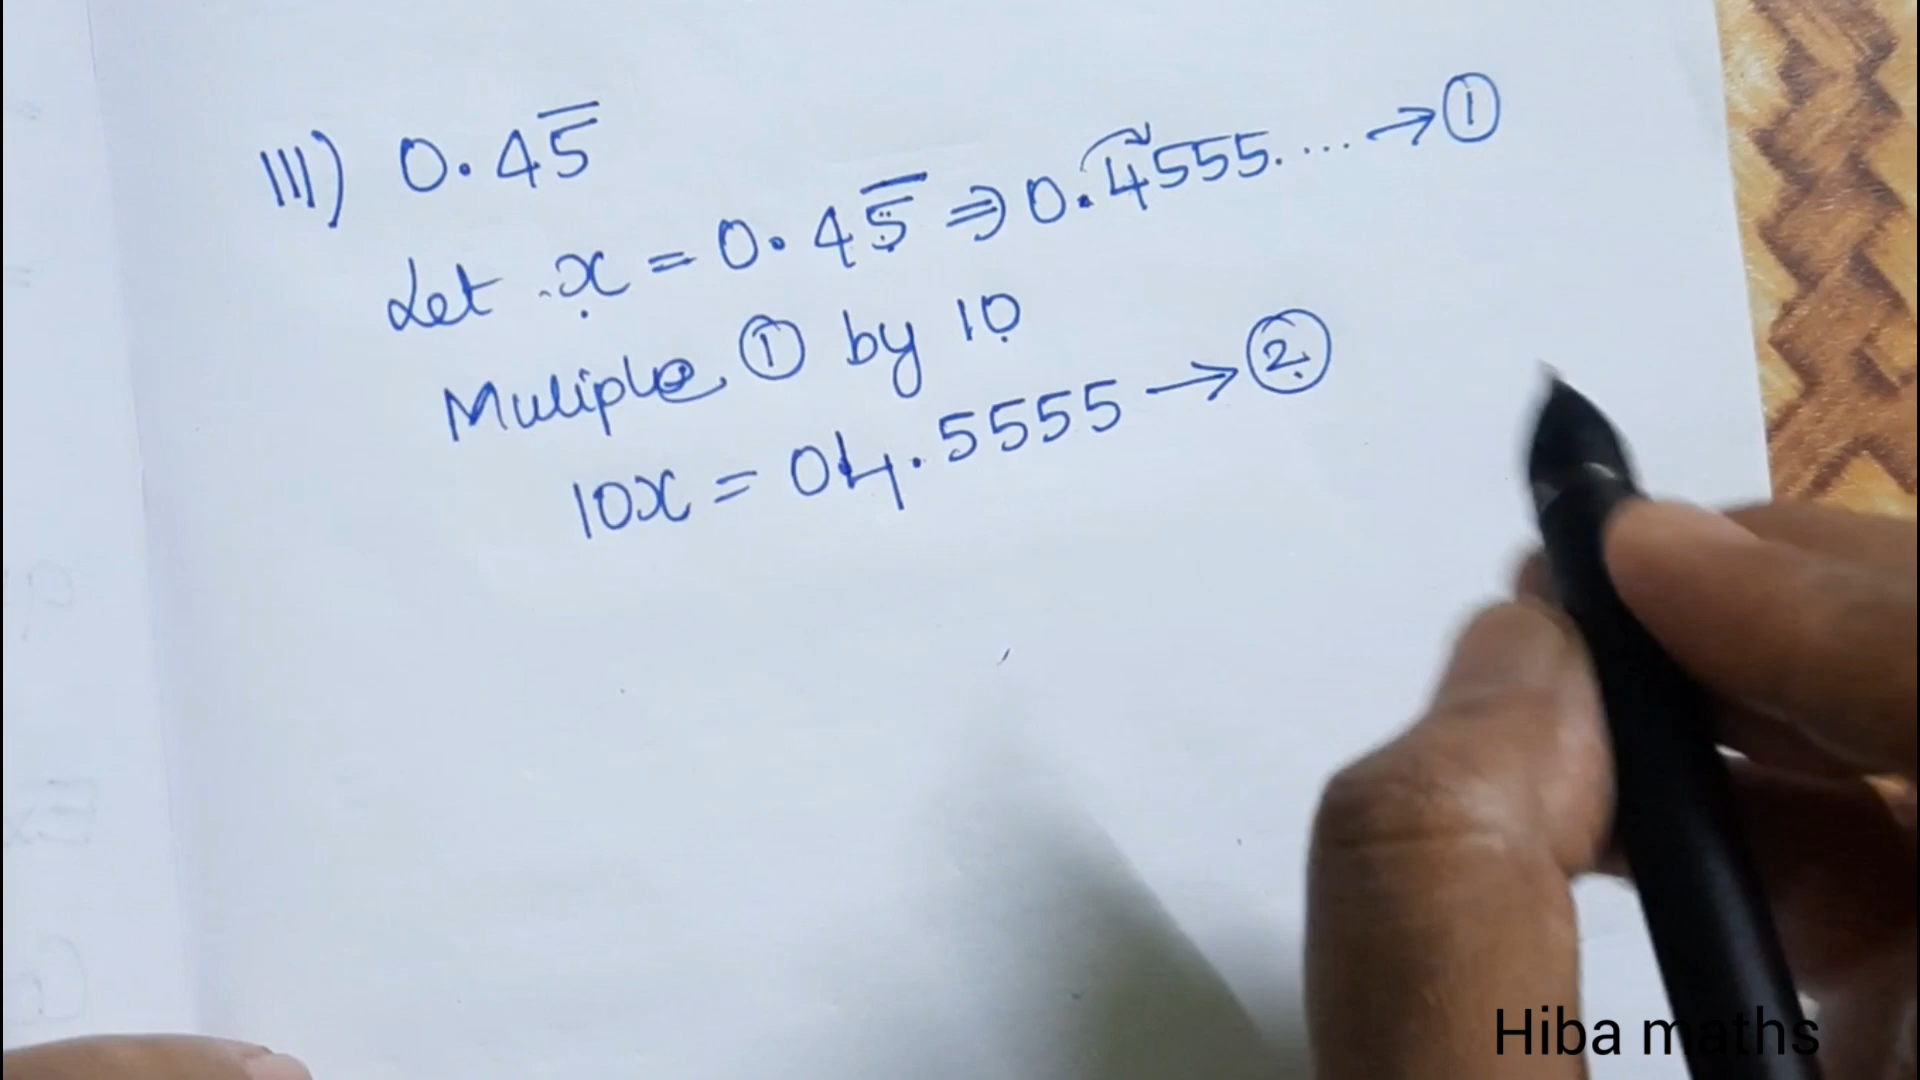 III) 0.45̅
Let x = 0.45̅ ⇒ 0.4555.... → ①
Muliple ① by 10
10x = 04.5555 → ②
Hiba maths